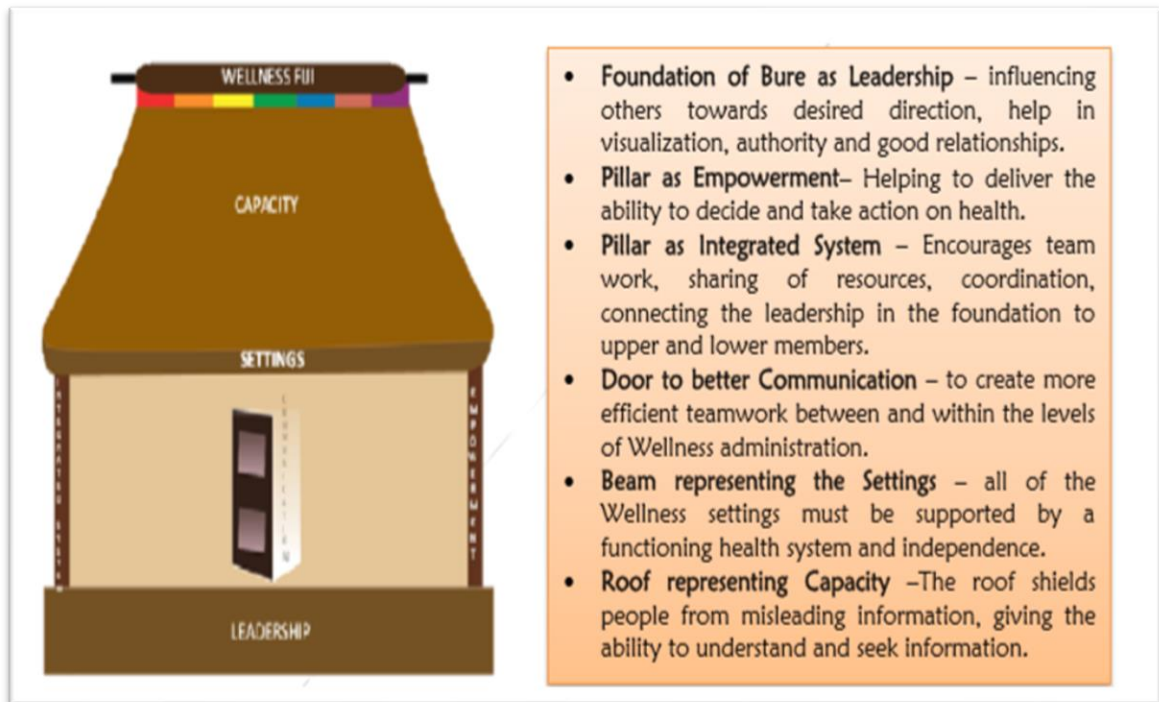 WELLNESS FIJI
CAPACITY
SETTINGS
INTEGRATED SYSTEM
COMMUNICATION
EMPOWERMENT
LEADERSHIP
• Foundation of Bure as Leadership – influencing
others towards desired direction, help in
visualization, authority and good relationships.
• Pillar as Empowerment– Helping to deliver the
ability to decide and take action on health.
• Pillar as Integrated System – Encourages team
work, sharing of resources, coordination,
connecting the leadership in the foundation to
upper and lower members.
• Door to better Communication – to create more
efficient teamwork between and within the levels
of Wellness administration.
• Beam representing the Settings – all of the
Wellness settings must be supported by a
functioning health system and independence.
• Roof representing Capacity –The roof shields
people from misleading information, giving the
ability to understand and seek information.